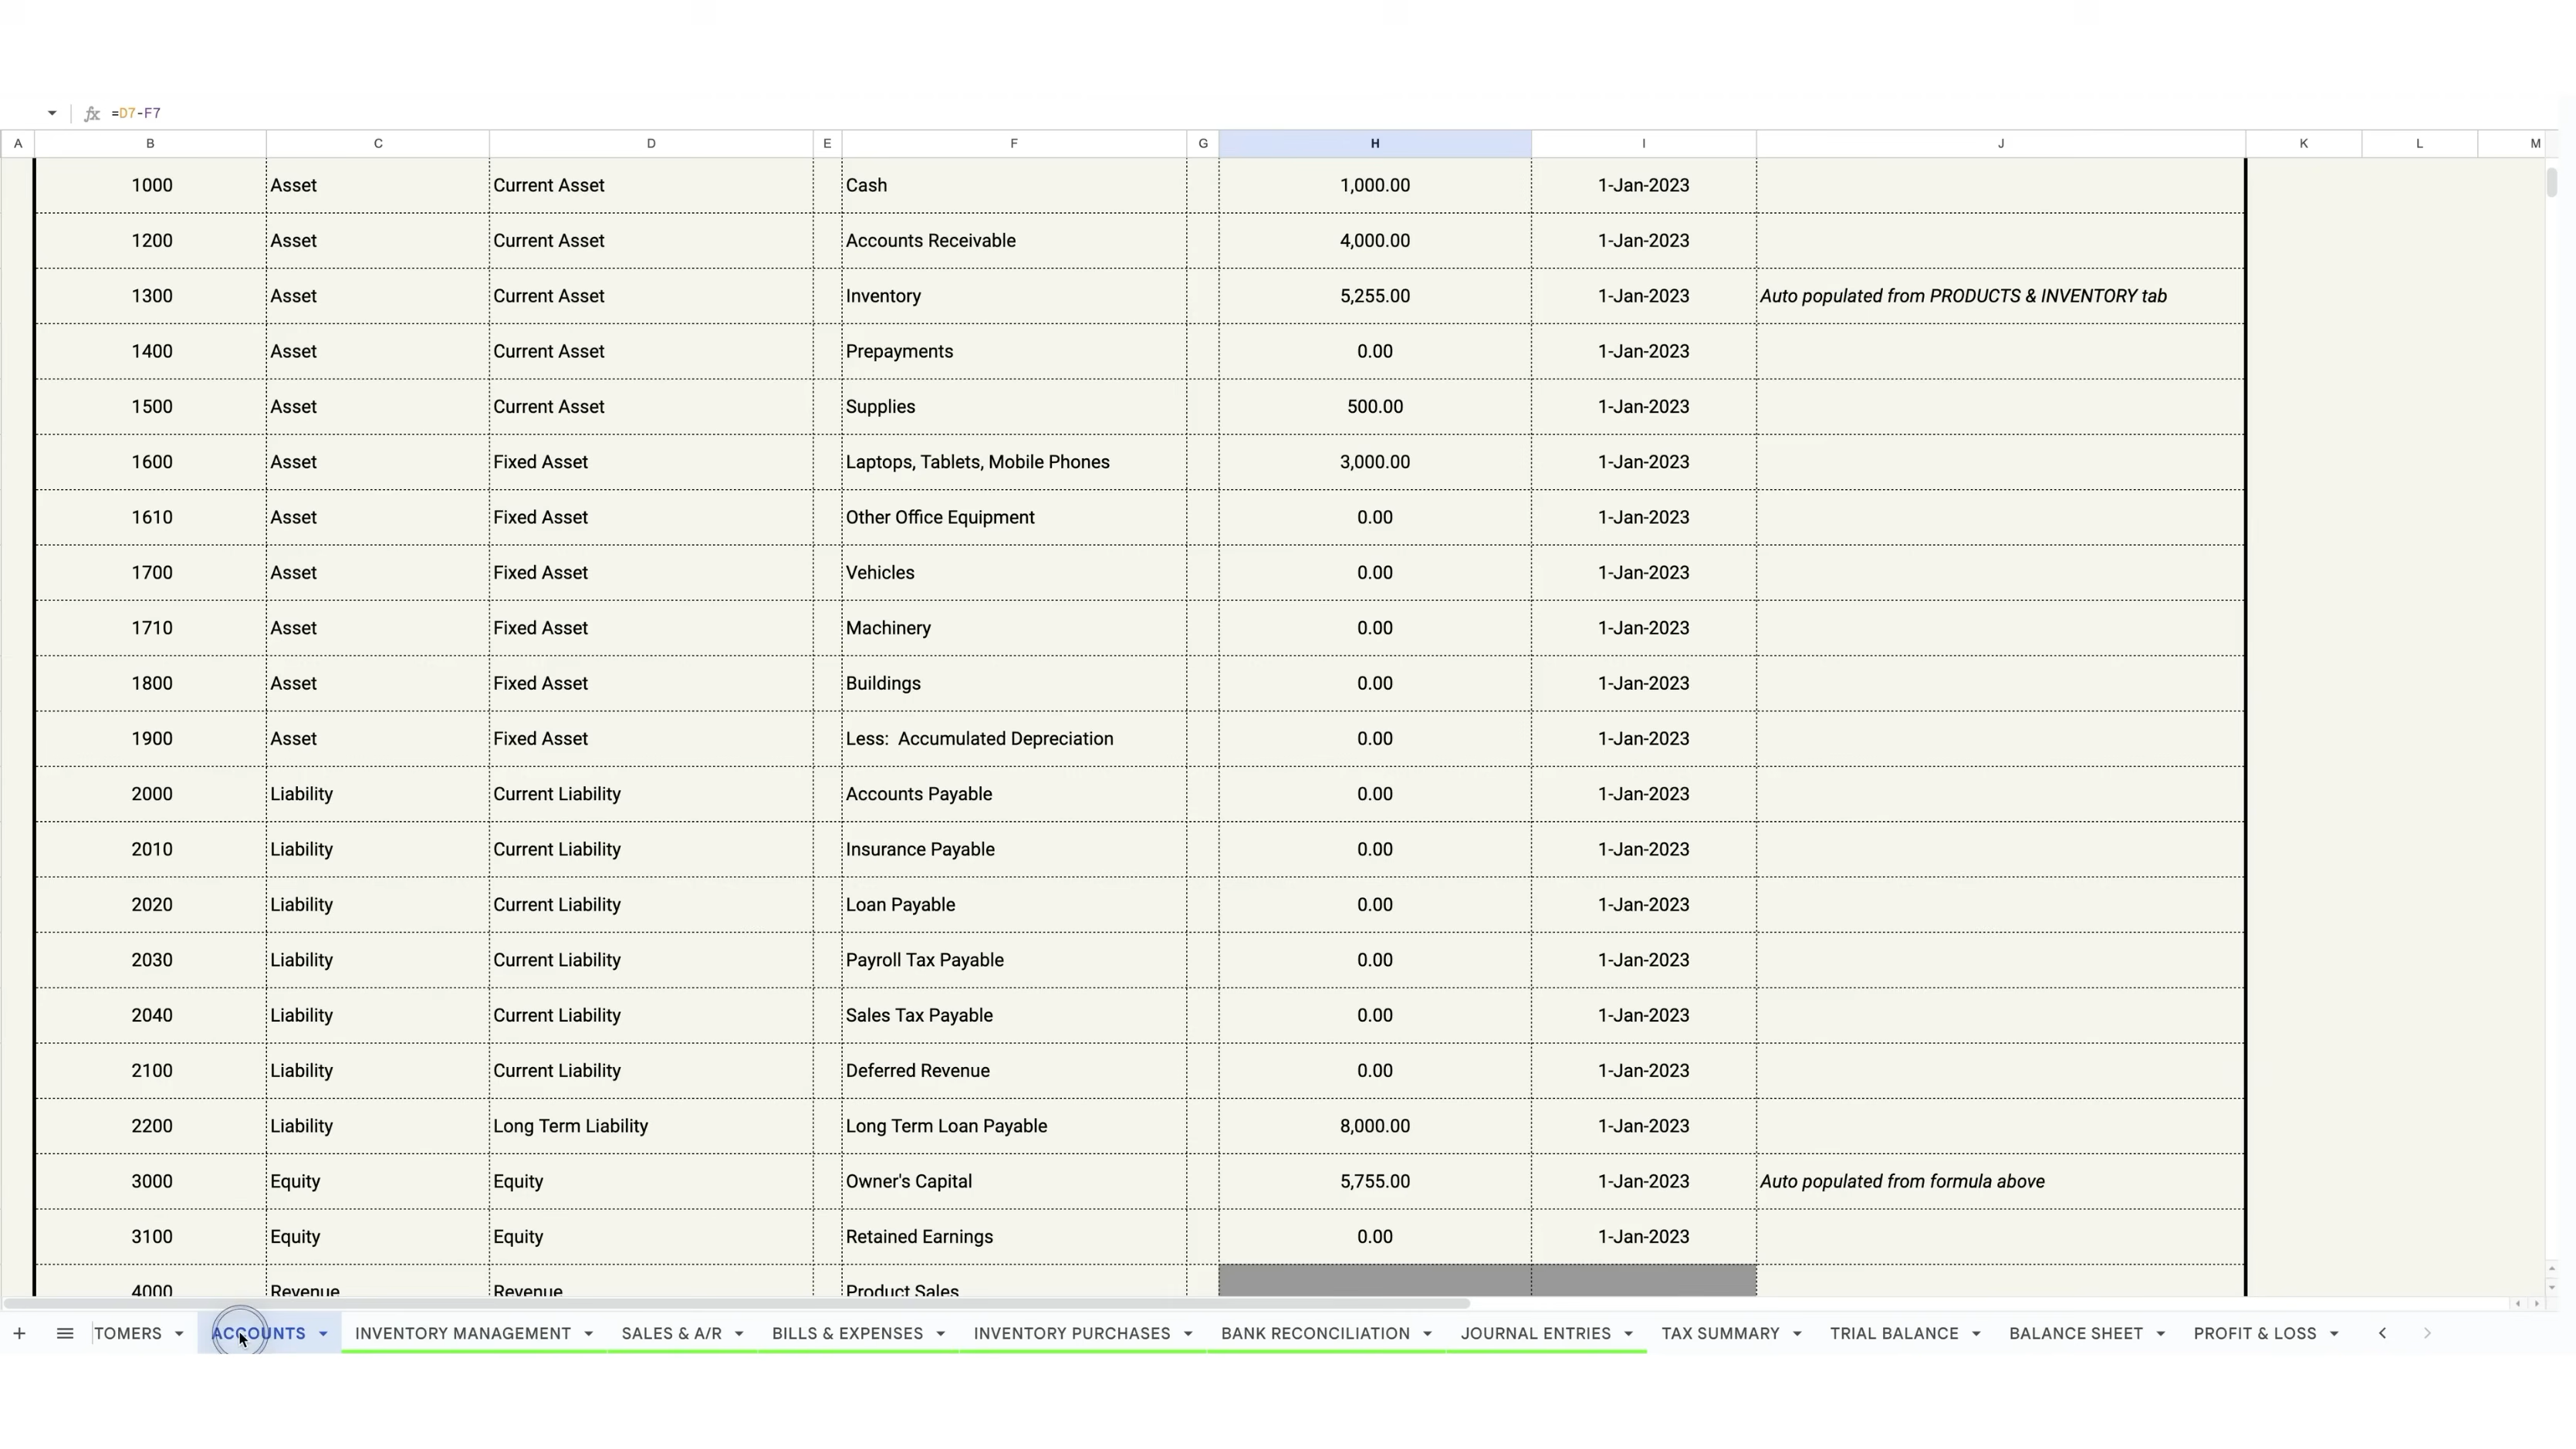 fx =D7-F7
A B C D E F G H I J K L M
1000 Asset Current Asset Cash 1,000.00 1-Jan-2023
1200 Asset Current Asset Accounts Receivable 4,000.00 1-Jan-2023
1300 Asset Current Asset Inventory 5,255.00 1-Jan-2023 Auto populated from PRODUCTS & INVENTORY tab
1400 Asset Current Asset Prepayments 0.00 1-Jan-2023
1500 Asset Current Asset Supplies 500.00 1-Jan-2023
1600 Asset Fixed Asset Laptops, Tablets, Mobile Phones 3,000.00 1-Jan-2023
1610 Asset Fixed Asset Other Office Equipment 0.00 1-Jan-2023
1700 Asset Fixed Asset Vehicles 0.00 1-Jan-2023
1710 Asset Fixed Asset Machinery 0.00 1-Jan-2023
1800 Asset Fixed Asset Buildings 0.00 1-Jan-2023
1900 Asset Fixed Asset Less:  Accumulated Depreciation 0.00 1-Jan-2023
2000 Liability Current Liability Accounts Payable 0.00 1-Jan-2023
2010 Liability Current Liability Insurance Payable 0.00 1-Jan-2023
2020 Liability Current Liability Loan Payable 0.00 1-Jan-2023
2030 Liability Current Liability Payroll Tax Payable 0.00 1-Jan-2023
2040 Liability Current Liability Sales Tax Payable 0.00 1-Jan-2023
2100 Liability Current Liability Deferred Revenue 0.00 1-Jan-2023
2200 Liability Long Term Liability Long Term Loan Payable 8,000.00 1-Jan-2023
3000 Equity Equity Owner's Capital 5,755.00 1-Jan-2023 Auto populated from formula above
3100 Equity Equity Retained Earnings 0.00 1-Jan-2023
4000 Revenue Revenue Product Sales
TOMERS ACCOUNTS INVENTORY MANAGEMENT SALES & A/R BILLS & EXPENSES INVENTORY PURCHASES BANK RECONCILIATION JOURNAL ENTRIES TAX SUMMARY TRIAL BALANCE BALANCE SHEET PROFIT & LOSS